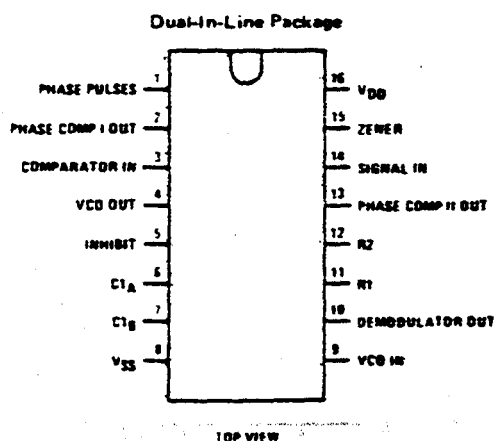 Dual-In-Line Package
PHASE PULSES 1
16 VDD
PHASE COMP I OUT 2
15 ZENER
COMPARATOR IN 3
14 SIGNAL IN
VCO OUT 4
13 PHASE COMP II OUT
INHIBIT 5
12 R2
C1A 6
11 R1
C1B 7
10 DEMODULATOR OUT
VSS 8
9 VCO IN
TOP VIEW